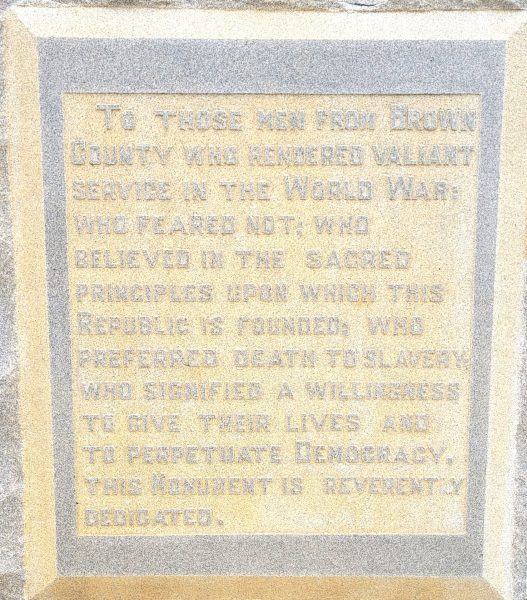 To those men from Brown
County who rendered valiant
service in the World War:
who feared not; who
believed in the sacred
principles upon which this
Republic is founded; who
preferred death to slavery,
who signified a willingness
to give their lives and
to perpetuate Democracy,
this Monument is reverently
dedicated.